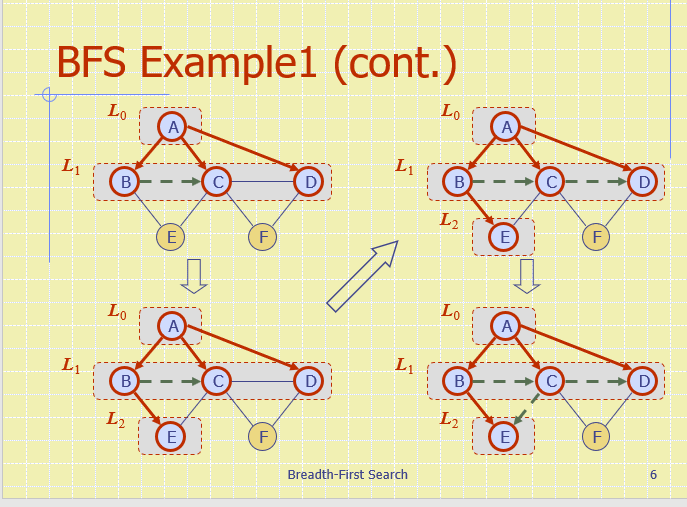 BFS Example1 (cont.)
L0
A
L1
B C D
E F
L0
A
L1
B C D
L2
E F
L0
A
L1
B C D
L2
E F
L0
A
L1
B C D
L2
E F
Breadth-First Search
6